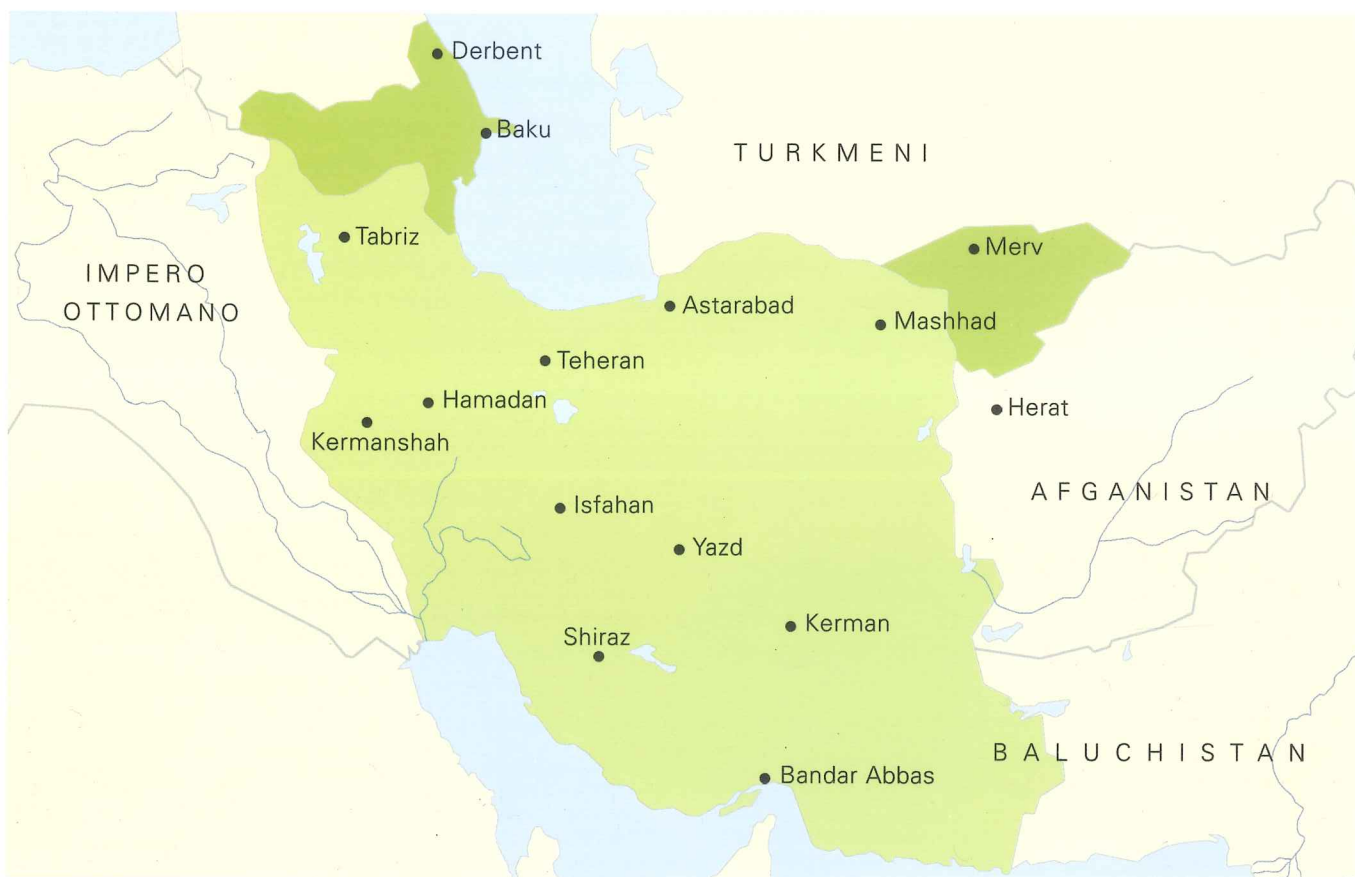 Derbent
Baku
TURKMENI
Tabriz
Merv
IMPERO
OTTOMANO
Astarabad
Mashhad
Teheran
Hamadan
Herat
Kermanshah
AFGANISTAN
Isfahan
Yazd
Kerman
Shiraz
BALUCHISTAN
Bandar Abbas